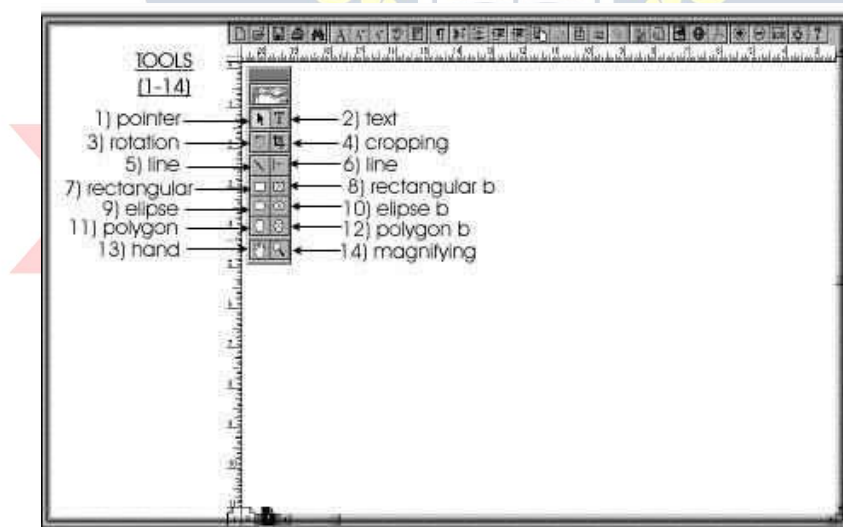 TOOLS
(1-14)
1) pointer
2) text
3) rotation
4) cropping
5) line
6) line
7) rectangular
8) rectangular b
9) elipse
10) elipse b
11) polygon
12) polygon b
13) hand
14) magnifying